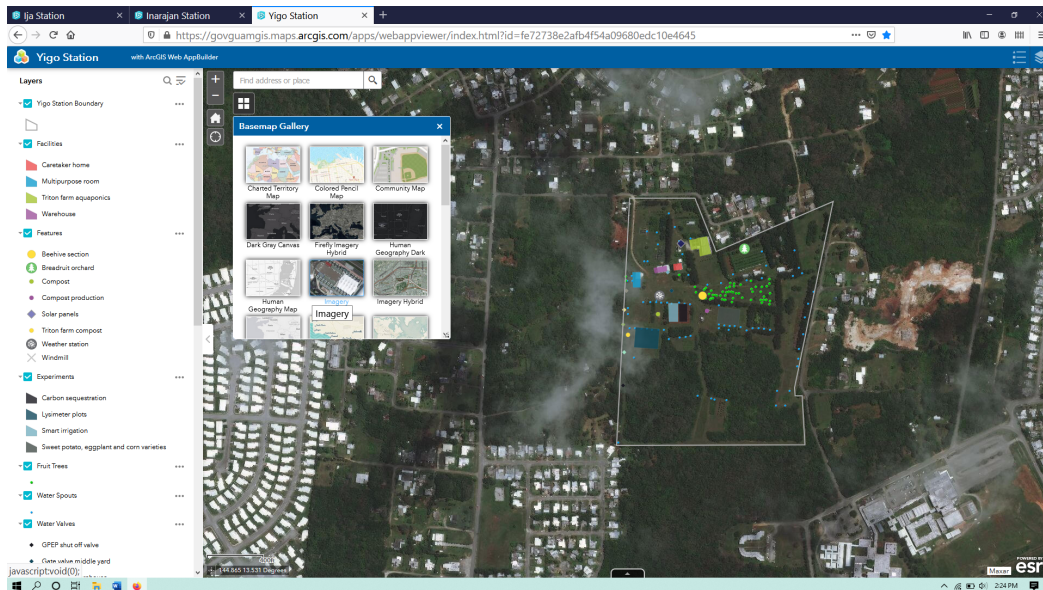 Ija Station
Inarajan Station
Yigo Station
https://govguamgis.maps.arcgis.com/apps/webappviewer/index.html?id=fe72738e2afb4f54a09680edc10e4645
Yigo Station
with ArcGIS Web AppBuilder
Layers
Yigo Station Boundary
Facilities
Caretaker home
Multipurpose room
Triton farm aquaponics
Warehouse
Features
Beehive section
Breadruit orchard
Compost
Compost production
Solar panels
Triton farm compost
Weather station
Windmill
Experiments
Carbon sequestration
Lysimeter plots
Smart irrigation
Sweet potato, eggplant and corn varieties
Fruit Trees
Water Spouts
Water Valves
GPEP shut off valve
Gate valve middle yard
javascript:void(0);
Find address or place
Basemap Gallery
Charted Territory Map
Colored Pencil Map
Community Map
Dark Gray Canvas
Firefly Imagery Hybrid
Human Geography Dark
Human Geography Map
Imagery
Imagery Hybrid
Imagery
144.865 13.531 Degrees
Maxar
POWERED BY
esri
2:24 PM